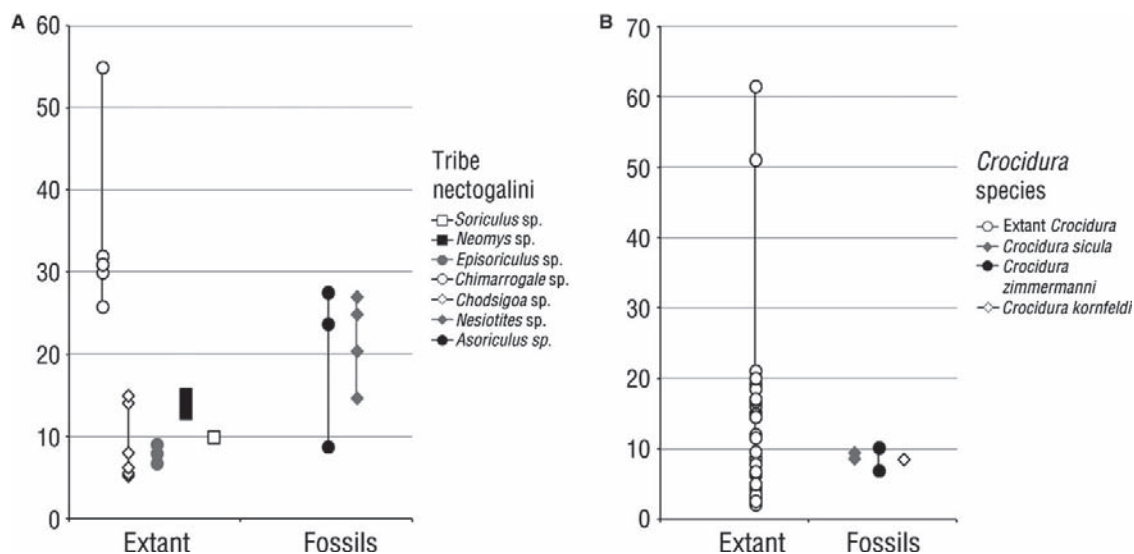 A
60
50
40
30
20
10
0
Extant
Fossils
Tribe
nectogalini
Soriculus sp.
Neomys sp.
Episoriculus sp.
Chimarrogale sp.
Chodsigoa sp.
Nesiotites sp.
Asoriculus sp.
B
70
60
50
40
30
20
10
0
Extant
Fossils
Crocidura
species
Extant Crocidura
Crocidura sicula
Crocidura
zimmermanni
Crocidura kornfeldi